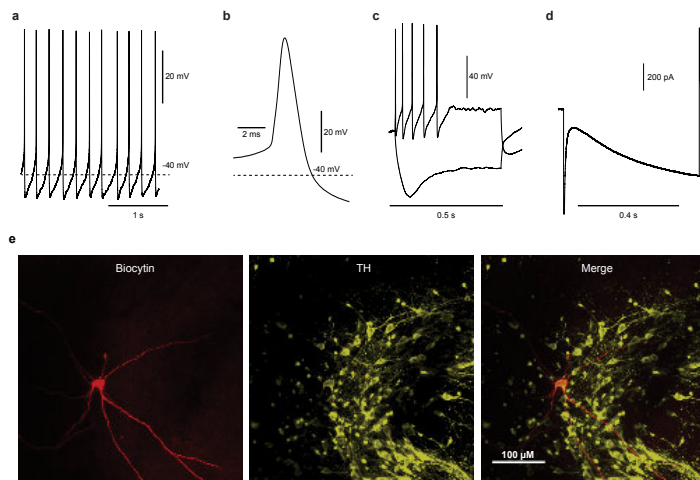 a
b
c
d
20 mV
-40 mV
1 s
2 ms
20 mV
-40 mV
40 mV
0.5 s
200 pA
0.4 s
e
Biocytin
TH
Merge
100 µM